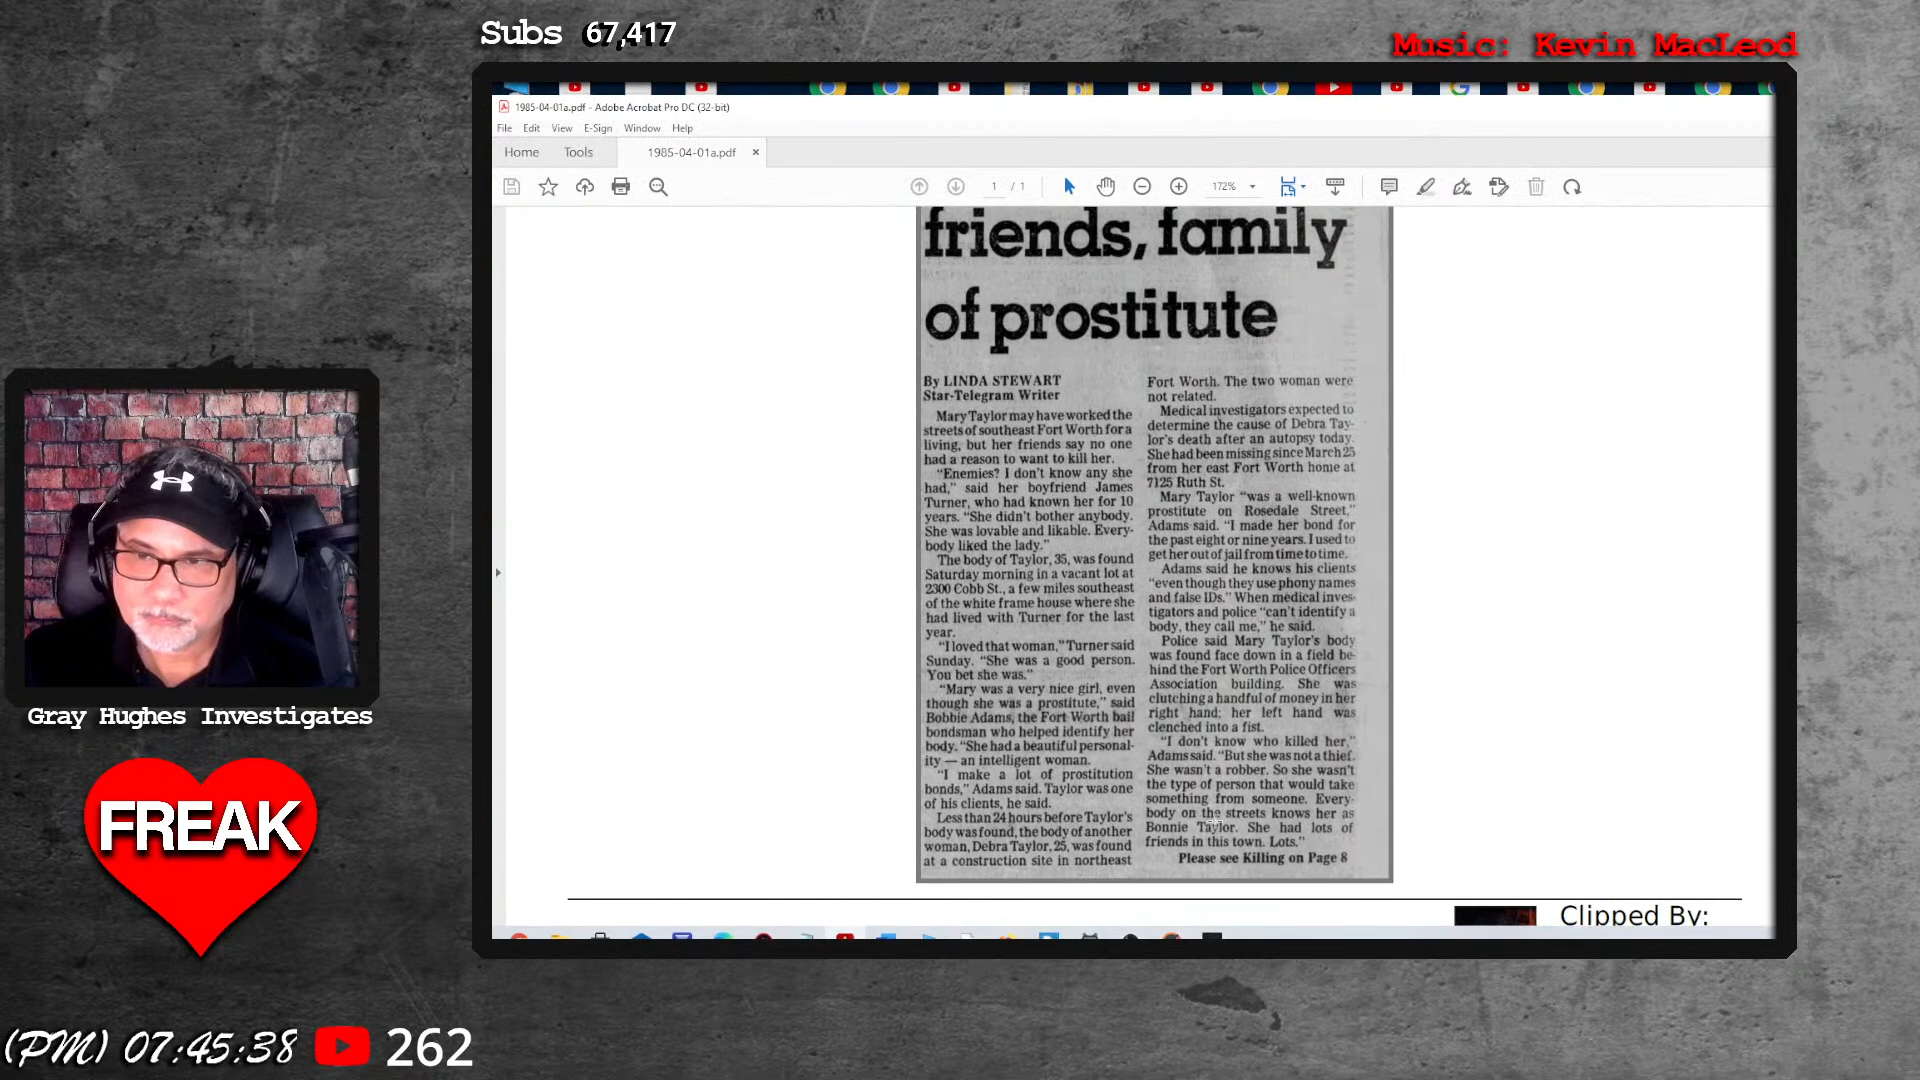 Subs 67,417
Music: Kevin MacLeod
1985-04-01a.pdf - Adobe Acrobat Pro DC (32-bit)
File Edit View E-Sign Window Help
Home Tools 1985-04-01a.pdf ×
1 / 1 172%
friends, family
of prostitute
By LINDA STEWART
Star-Telegram Writer
Mary Taylor may have worked the
streets of southeast Fort Worth for a
living, but her friends say no one
had a reason to want to kill her.
"Enemies? I don't know any she
had," said her boyfriend James
Turner, who had known her for 10
years. "She didn't bother anybody.
She was lovable and likable. Every-
body liked the lady."
The body of Taylor, 35, was found
Saturday morning in a vacant lot at
2300 Cobb St., a few miles southeast
of the white frame house where she
had lived with Turner for the last
year.
"I loved that woman," Turner said
Sunday. "She was a good person.
You bet she was."
"Mary was a very nice girl, even
though she was a prostitute," said
Bobbie Adams, the Fort Worth bail
bondsman who helped identify her
body. "She had a beautiful personal-
ity — an intelligent woman.
"I make a lot of prostitution
bonds," Adams said. Taylor was one
of his clients, he said.
Less than 24 hours before Taylor's
body was found, the body of another
woman, Debra Taylor, 25, was found
at a construction site in northeast
Fort Worth. The two woman were
not related.
Medical investigators expected to
determine the cause of Debra Tay-
lor's death after an autopsy today.
She had been missing since March 25
from her east Fort Worth home at
7125 Ruth St.
Mary Taylor "was a well-known
prostitute on Rosedale Street,"
Adams said. "I made her bond for
the past eight or nine years. I used to
get her out of jail from time to time.
Adams said he knows his clients
"even though they use phony names
and false IDs." When medical inves-
tigators and police "can't identify a
body, they call me," he said.
Police said Mary Taylor's body
was found face down in a field be-
hind the Fort Worth Police Officers
Association building. She was
clutching a handful of money in her
right hand; her left hand was
clenched into a fist.
"I don't know who killed her,"
Adams said. "But she was not a thief.
She wasn't a robber. So she wasn't
the type of person that would take
something from someone. Every-
body on the streets knows her as
Bonnie Taylor. She had lots of
friends in this town. Lots."
Please see Killing on Page 8
Clipped By:
Gray Hughes Investigates
FREAK
(PM) 07:45:38 262